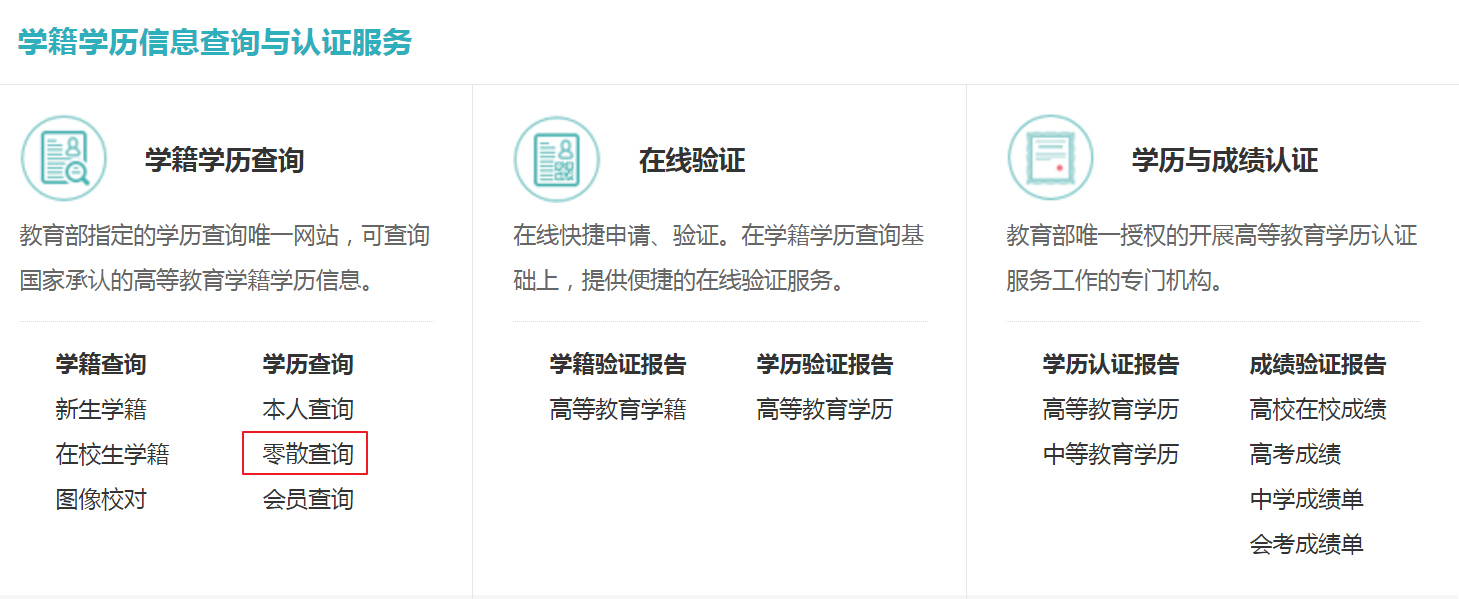 学籍学历信息查询与认证服务
学籍学历查询
教育部指定的学历查询唯一网站，可查询
国家承认的高等教育学籍学历信息。
学籍查询
新生学籍
在校生学籍
图像校对
学历查询
本人查询
零散查询
会员查询
在线验证
在线快捷申请、验证。在学籍学历查询基
础上，提供便捷的在线验证服务。
学籍验证报告
高等教育学籍
学历验证报告
高等教育学历
学历与成绩认证
教育部唯一授权的开展高等教育学历认证
服务工作的专门机构。
学历认证报告
高等教育学历
中等教育学历
成绩验证报告
高校在校成绩
高考成绩
中学成绩单
会考成绩单